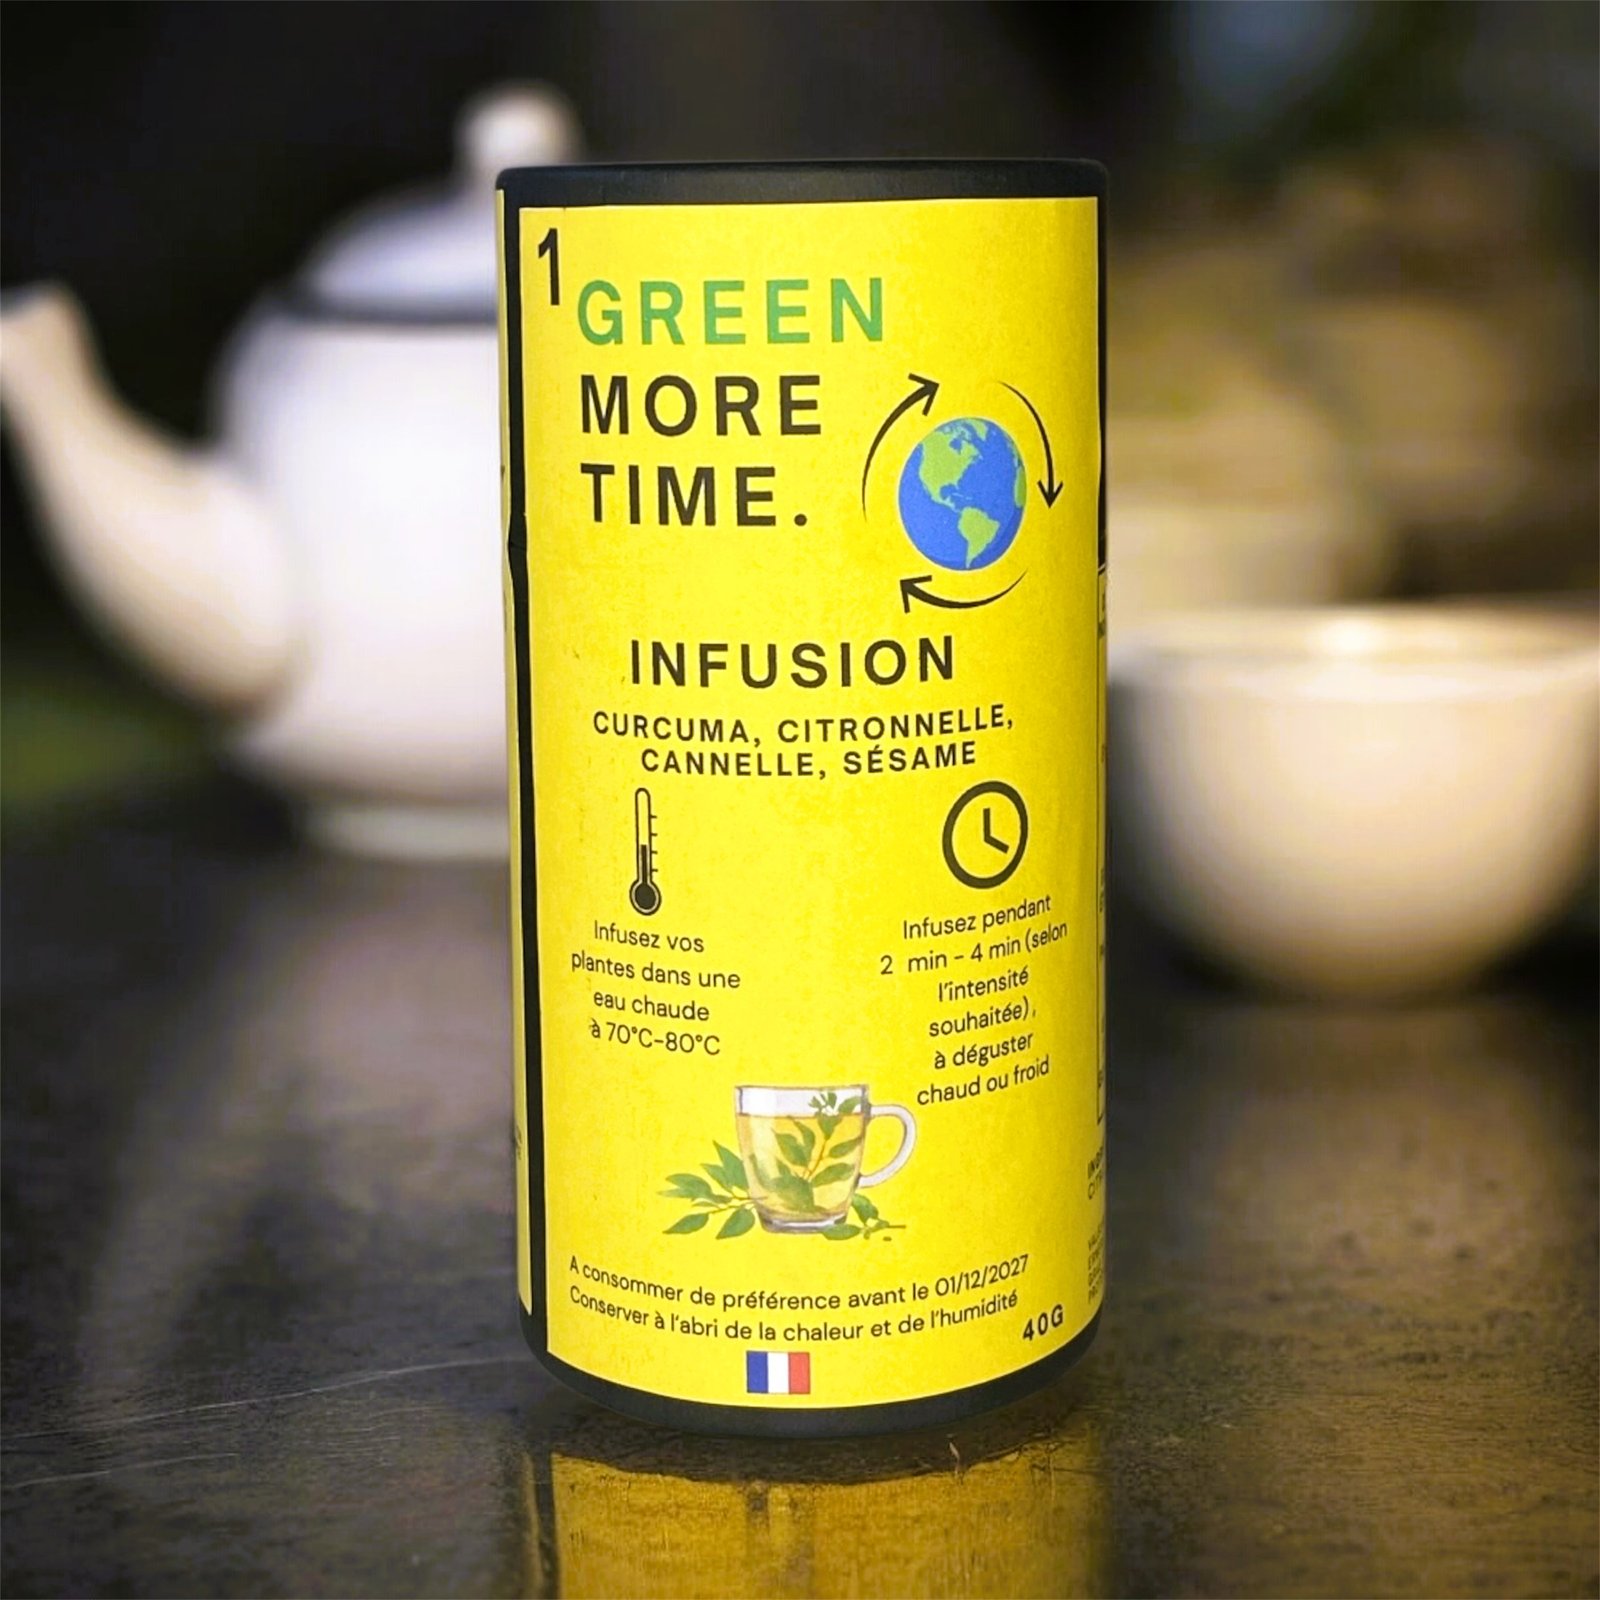 1
GREEN
MORE
TIME.
INFUSION
CURCUMA, CITRONNELLE,
CANNELLE, SÉSAME
Infusez vos
plantes dans une
eau chaude
à 70°C-80°C
Infusez pendant
2 min - 4 min (selon
l'intensité
souhaitée),
à déguster
chaud ou froid
A consommer de préférence avant le 01/12/2027
Conserver à l'abri de la chaleur et de l'humidité
40G